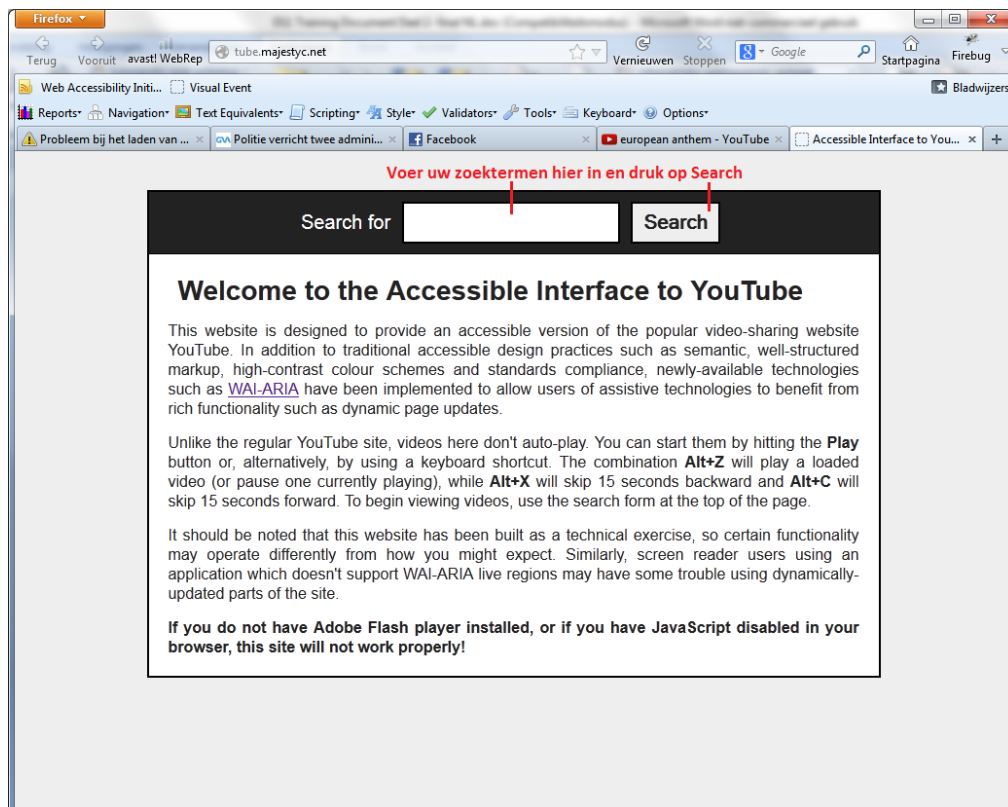 Firefox
Terug
Vooruit
avast! WebRep
tube.majestyc.net
Vernieuwen
Stoppen
Google
Startpagina
Firebug
Web Accessibility Initi...
Visual Event
Bladwijzers
Reports
Navigation
Text Equivalents
Scripting
Style
Validators
Tools
Keyboard
Options
Probleem bij het laden van ...
Politie verricht twee admini...
Facebook
european anthem - YouTube
Accessible Interface to You...
Voer uw zoektermen hier in en druk op Search
Search for
Search
Welcome to the Accessible Interface to YouTube
This website is designed to provide an accessible version of the popular video-sharing website
YouTube. In addition to traditional accessible design practices such as semantic, well-structured
markup, high-contrast colour schemes and standards compliance, newly-available technologies
such as WAI-ARIA have been implemented to allow users of assistive technologies to benefit from
rich functionality such as dynamic page updates.
Unlike the regular YouTube site, videos here don't auto-play. You can start them by hitting the Play
button or, alternatively, by using a keyboard shortcut. The combination Alt+Z will play a loaded
video (or pause one currently playing), while Alt+X will skip 15 seconds backward and Alt+C will
skip 15 seconds forward. To begin viewing videos, use the search form at the top of the page.
It should be noted that this website has been built as a technical exercise, so certain functionality
may operate differently from how you might expect. Similarly, screen reader users using an
application which doesn't support WAI-ARIA live regions may have some trouble using dynamically-
updated parts of the site.
If you do not have Adobe Flash player installed, or if you have JavaScript disabled in your
browser, this site will not work properly!